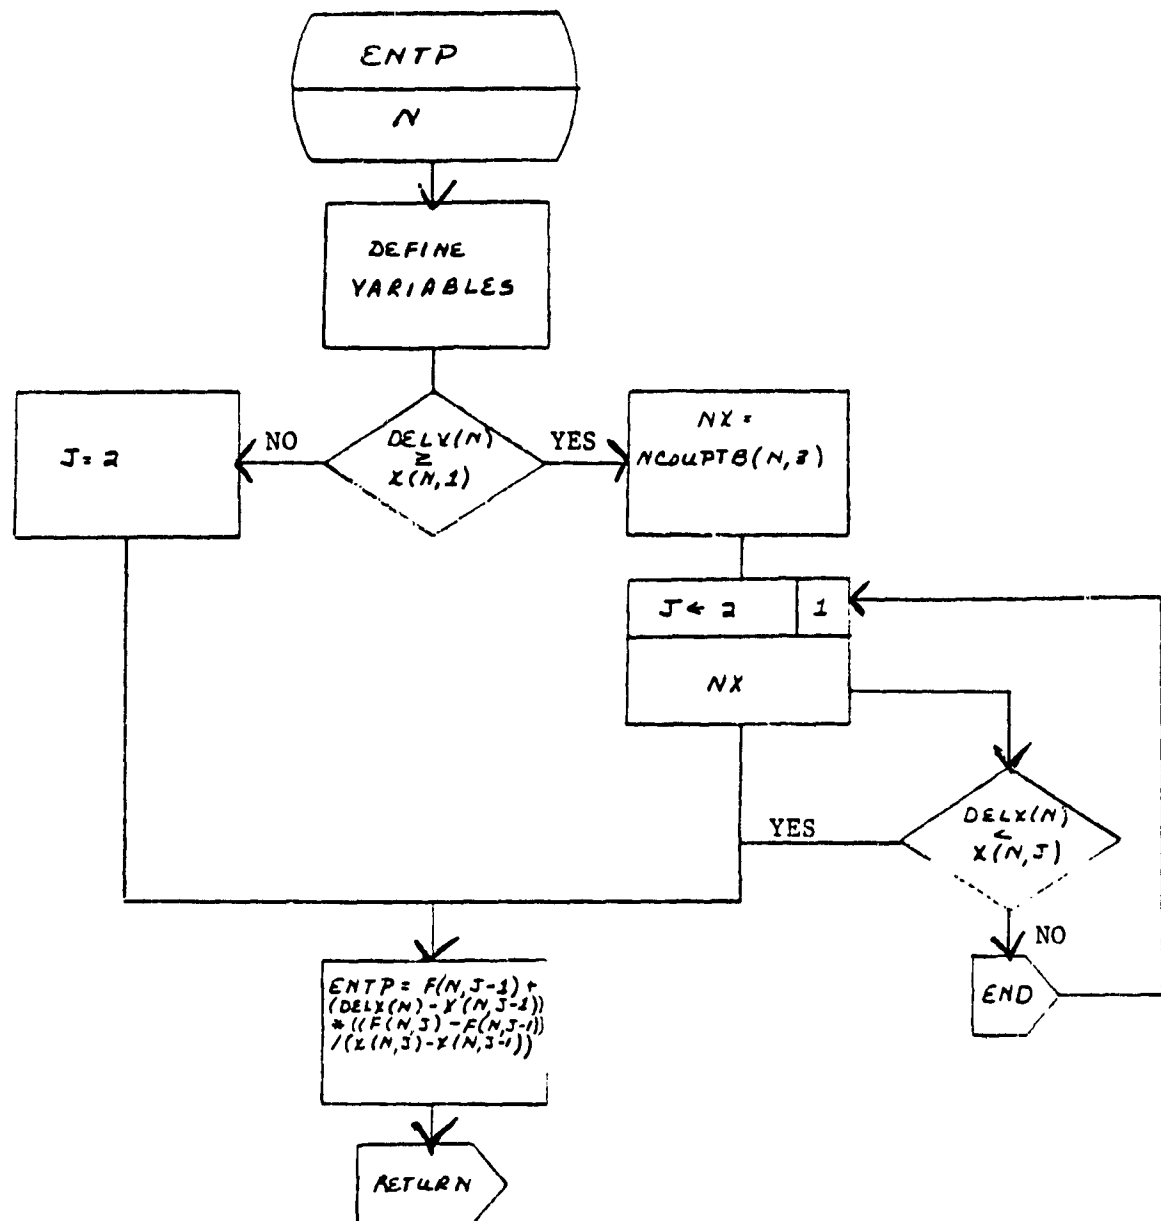 ENTP
N
DEFINE
VARIABLES
J = 2
NO
DELX(N)
≥
X(N,1)
YES
NX =
NCOUPTB(N,3)
J ← 2
1
NX
DELX(N)
<
X(N,J)
YES
NO
END
ENTP = F(N,J-1) +
(DELX(N) - X(N,J-1))
* ((F(N,J) - F(N,J-1))
/(X(N,J)-X(N,J-1))
RETURN